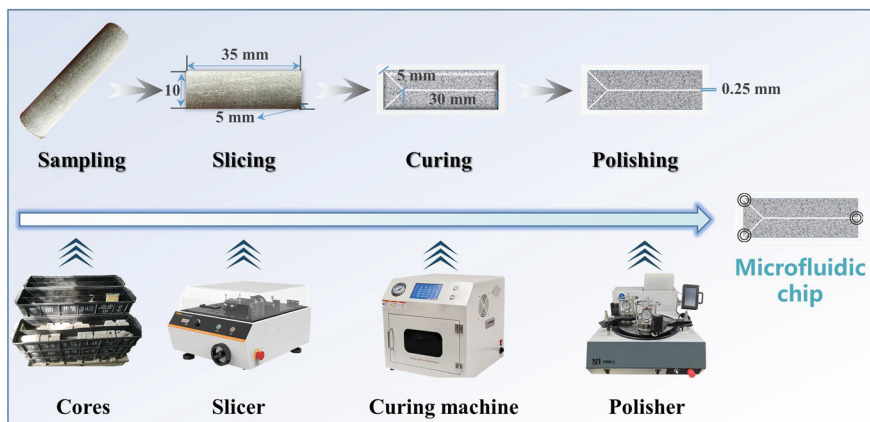 35 mm
10
5 mm
5 mm
30 mm
0.25 mm
Sampling
Slicing
Curing
Polishing
Microfluidic
chip
Cores
Slicer
Curing machine
Polisher